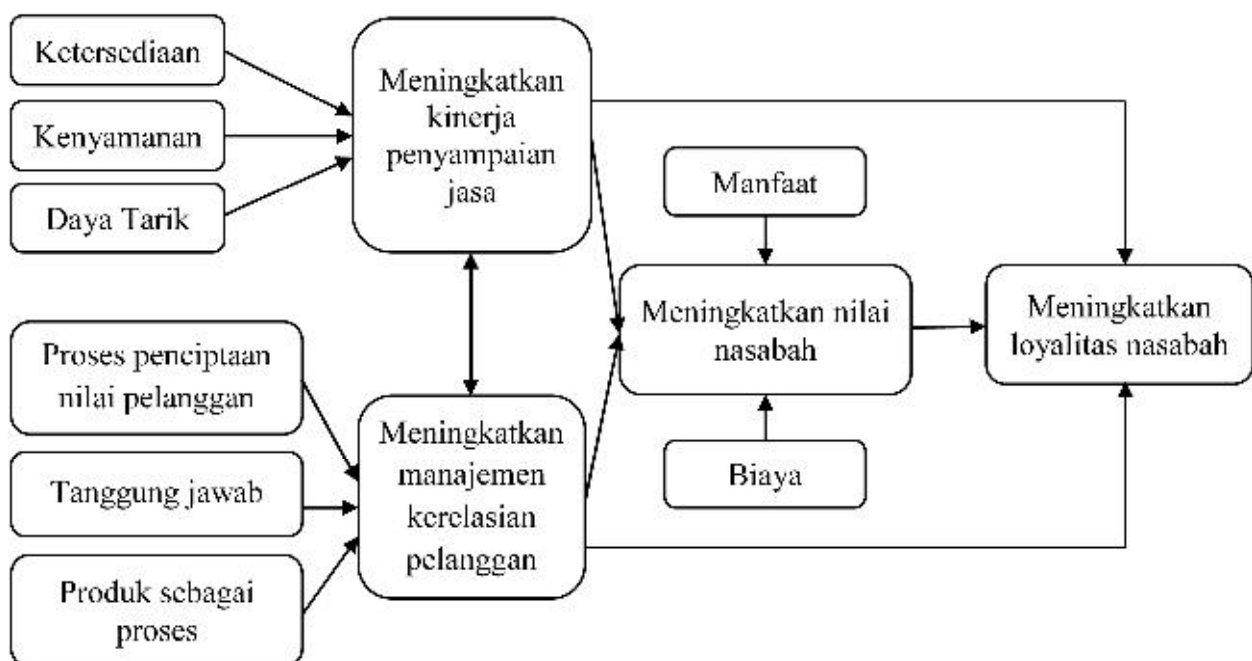 Ketersediaan
Kenyamanan
Daya Tarik
Meningkatkan
kinerja
penyampaian
jasa
Proses penciptaan
nilai pelanggan
Tanggung jawab
Produk sebagai
proses
Meningkatkan
manajemen
kerelasian
pelanggan
Manfaat
Meningkatkan nilai
nasabah
Biaya
Meningkatkan
loyalitas nasabah